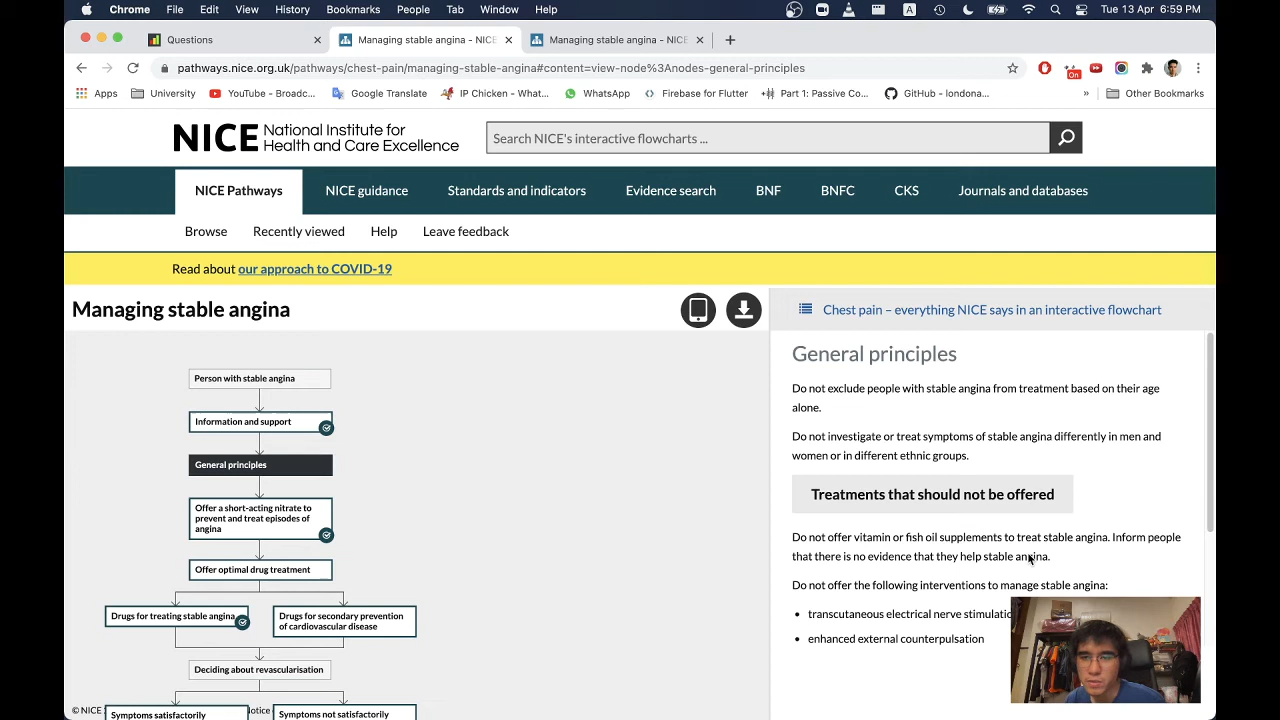 Chrome File Edit View History Bookmarks People Tab Window Help A Tue 13 Apr 6:59 PM
Questions Managing stable angina - NICE Managing stable angina - NICE
pathways.nice.org.uk/pathways/chest-pain/managing-stable-angina#content=view-node%3Anodes-general-principles On
Apps University YouTube – Broadc... Google Translate IP Chicken - What... WhatsApp Firebase for Flutter Part 1: Passive Co... GitHub - londona... » Other Bookmarks
NICE National Institute for
Health and Care Excellence
Search NICE's interactive flowcharts ...
NICE Pathways NICE guidance Standards and indicators Evidence search BNF BNFC CKS Journals and databases
Browse Recently viewed Help Leave feedback
Read about our approach to COVID-19
Managing stable angina
Person with stable angina
Information and support
General principles
Offer a short-acting nitrate to
prevent and treat episodes of
angina
Offer optimal drug treatment
Drugs for treating stable angina
Drugs for secondary prevention
of cardiovascular disease
Deciding about revascularisation
Symptoms satisfactorily
Symptoms not satisfactorily
© NICE
otice
Chest pain – everything NICE says in an interactive flowchart
General principles
Do not exclude people with stable angina from treatment based on their age
alone.
Do not investigate or treat symptoms of stable angina differently in men and
women or in different ethnic groups.
Treatments that should not be offered
Do not offer vitamin or fish oil supplements to treat stable angina. Inform people
that there is no evidence that they help stable angina.
Do not offer the following interventions to manage stable angina:
• transcutaneous electrical nerve stimulatio
• enhanced external counterpulsation